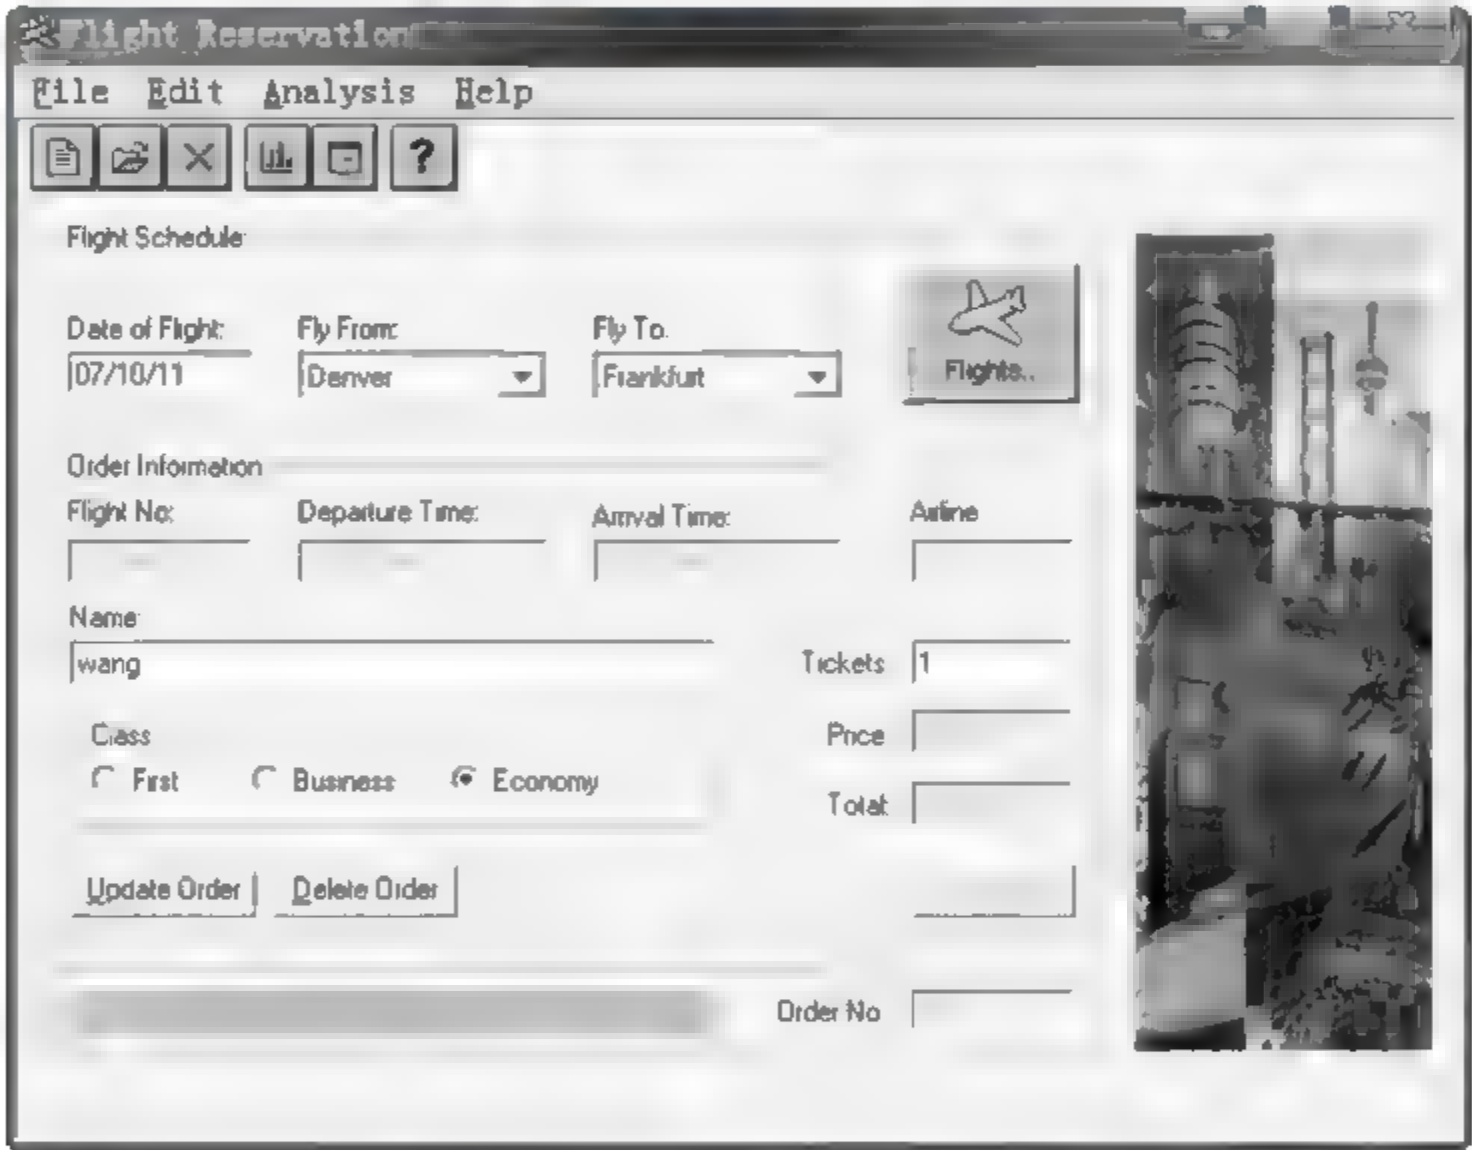 Flight Reservation
File Edit Analysis Help
?
Flight Schedule:
Date of Flight: Fly From: Fly To:
07/10/11 Denver Frankfurt Flights...
Order Information
Flight No: Departure Time: Arrival Time: Airline
Name:
wang Tickets 1
Class Price
First Business Economy
Total:
Update Order Delete Order
Order No